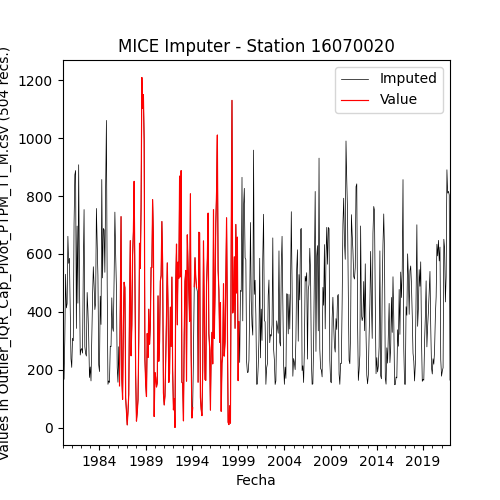 MICE Imputer - Station 16070020
Imputed
Value
Values in Outlier_IQR_Cap_Pivot_PTPM_TT_M.csv (504 recs.)
1200
1000
800
600
400
200
0
1984 1989 1994 1999 2004 2009 2014 2019
Fecha